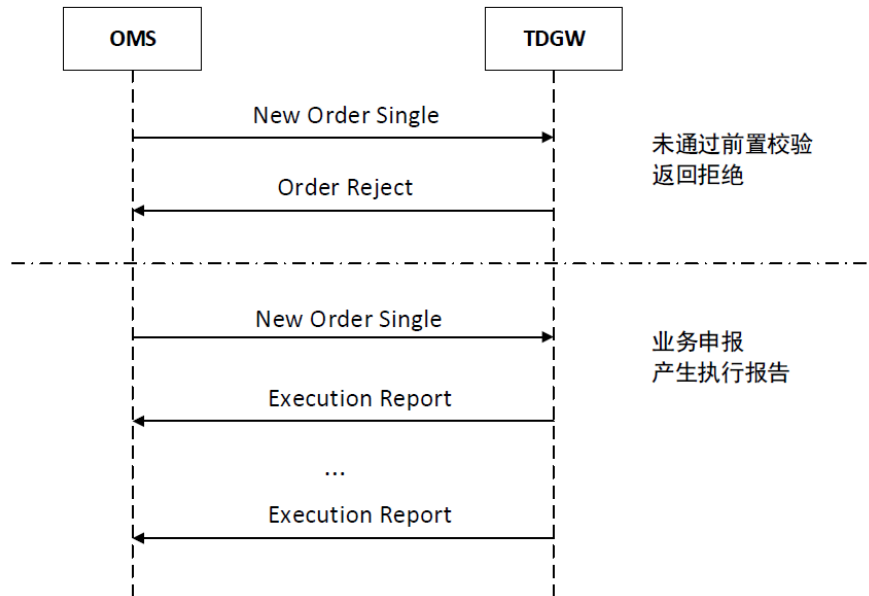 OMS
TDGW
New Order Single
未通过前置校验
返回拒绝
Order Reject
New Order Single
业务申报
产生执行报告
Execution Report
...
Execution Report